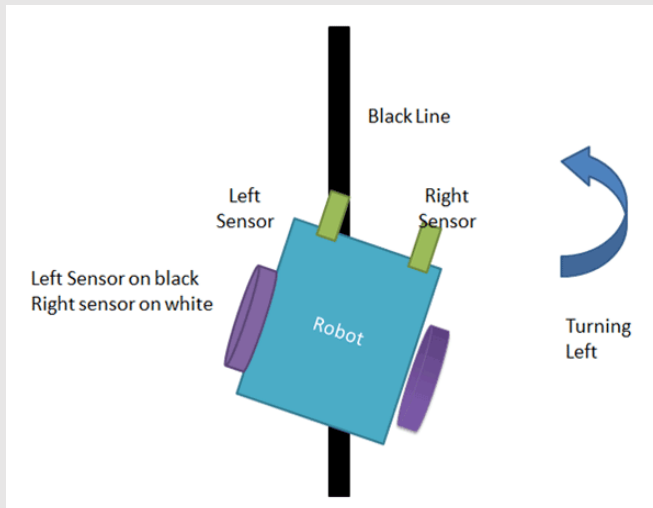 Black Line
Left
Sensor
Right
Sensor
Left Sensor on black
Right sensor on white
Robot
Turning
Left